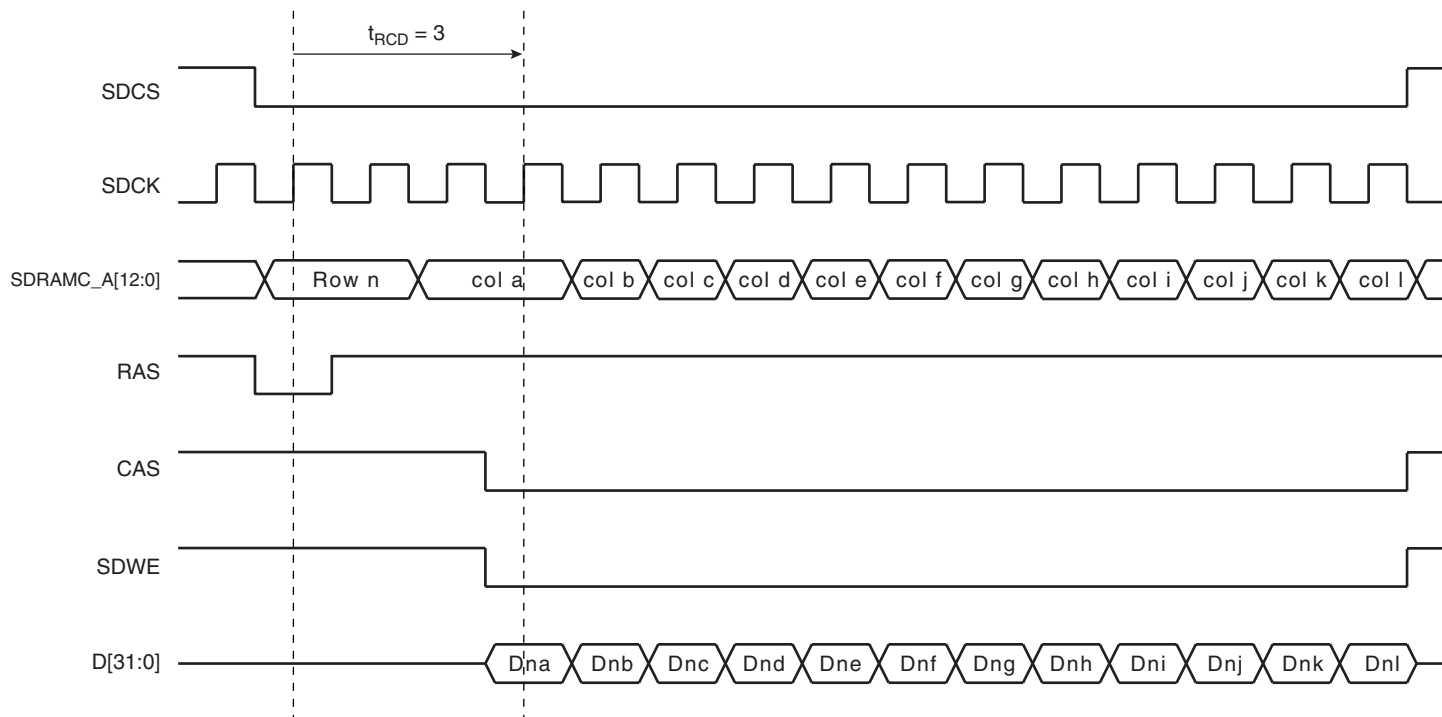 tRCD = 3
SDCS
SDCK
SDRAMC_A[12:0] Row n col a col b col c col d col e col f col g col h col i col j col k col l
RAS
CAS
SDWE
D[31:0] Dna Dnb Dnc Dnd Dne Dnf Dng Dnh Dni Dnj Dnk Dnl